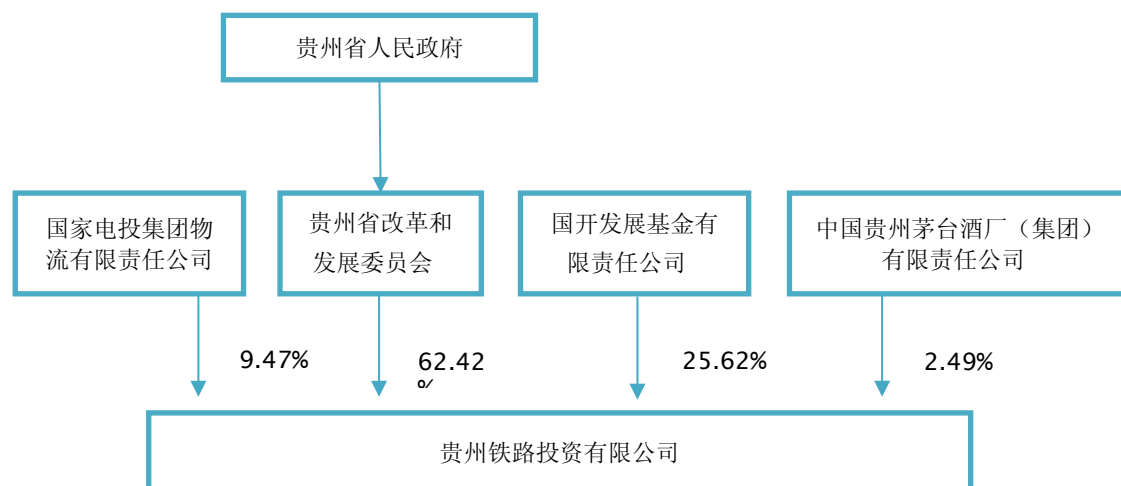 贵州省人民政府
国家电投集团物
流有限责任公司
贵州省改革和
发展委员会
国开发展基金有
限责任公司
中国贵州茅台酒厂（集团）
有限责任公司
9.47%
62.42
%
25.62%
2.49%
贵州铁路投资有限公司